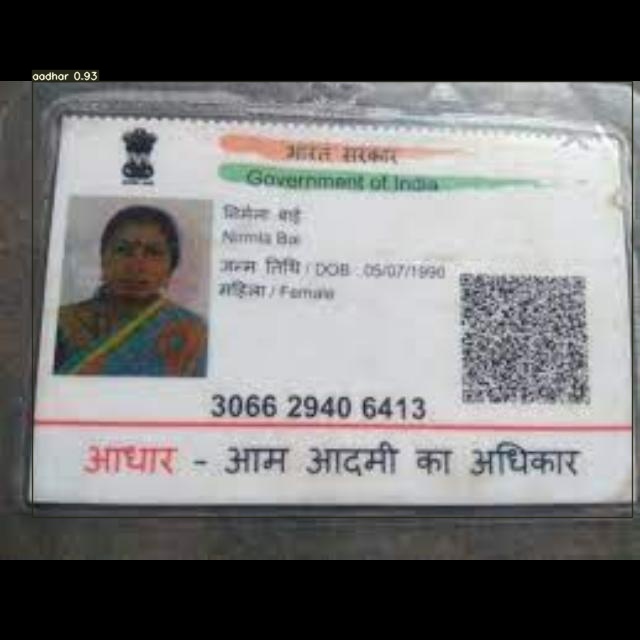 aadhar 0.93
भारत सरकार
Government of India
निर्मला बाई
Nirmla Bai
जन्म तिथि / DOB : 05/07/1990
महिला / Female
3066 2940 6413
आधार - आम आदमी का अधिकार